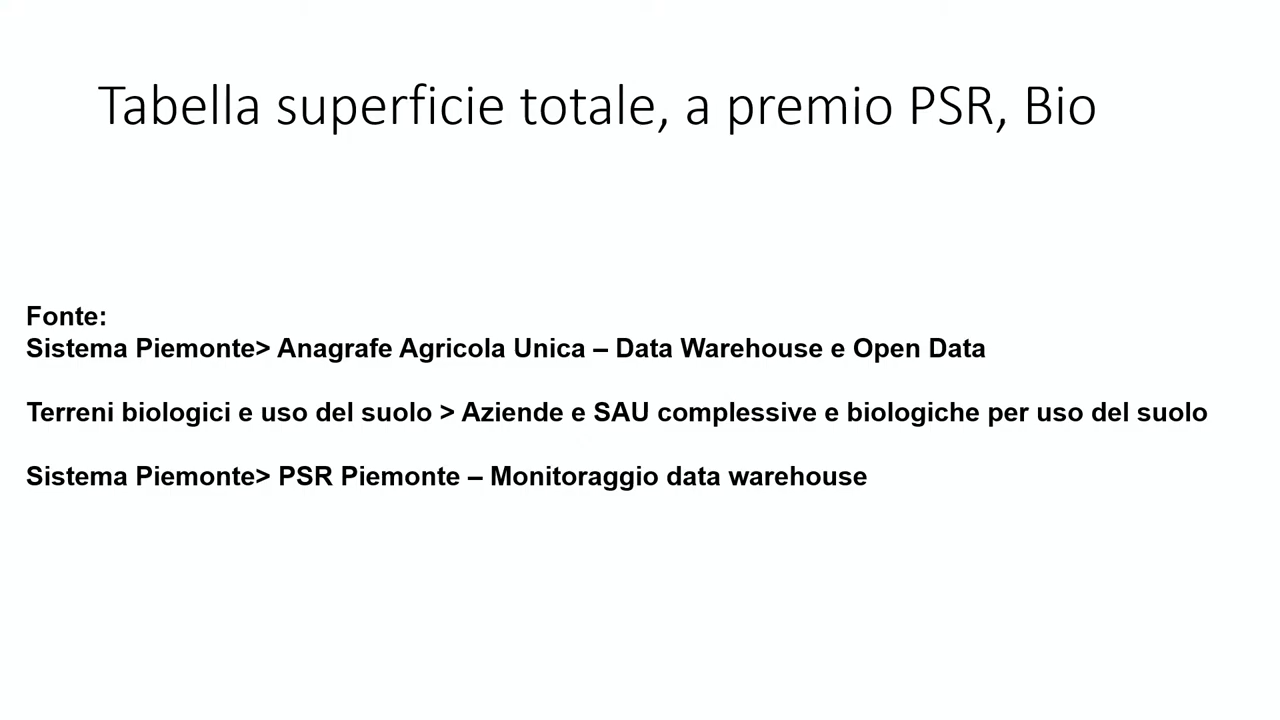 Tabella superficie totale, a premio PSR, Bio
Fonte:
Sistema Piemonte> Anagrafe Agricola Unica – Data Warehouse e Open Data
Terreni biologici e uso del suolo > Aziende e SAU complessive e biologiche per uso del suolo
Sistema Piemonte> PSR Piemonte – Monitoraggio data warehouse